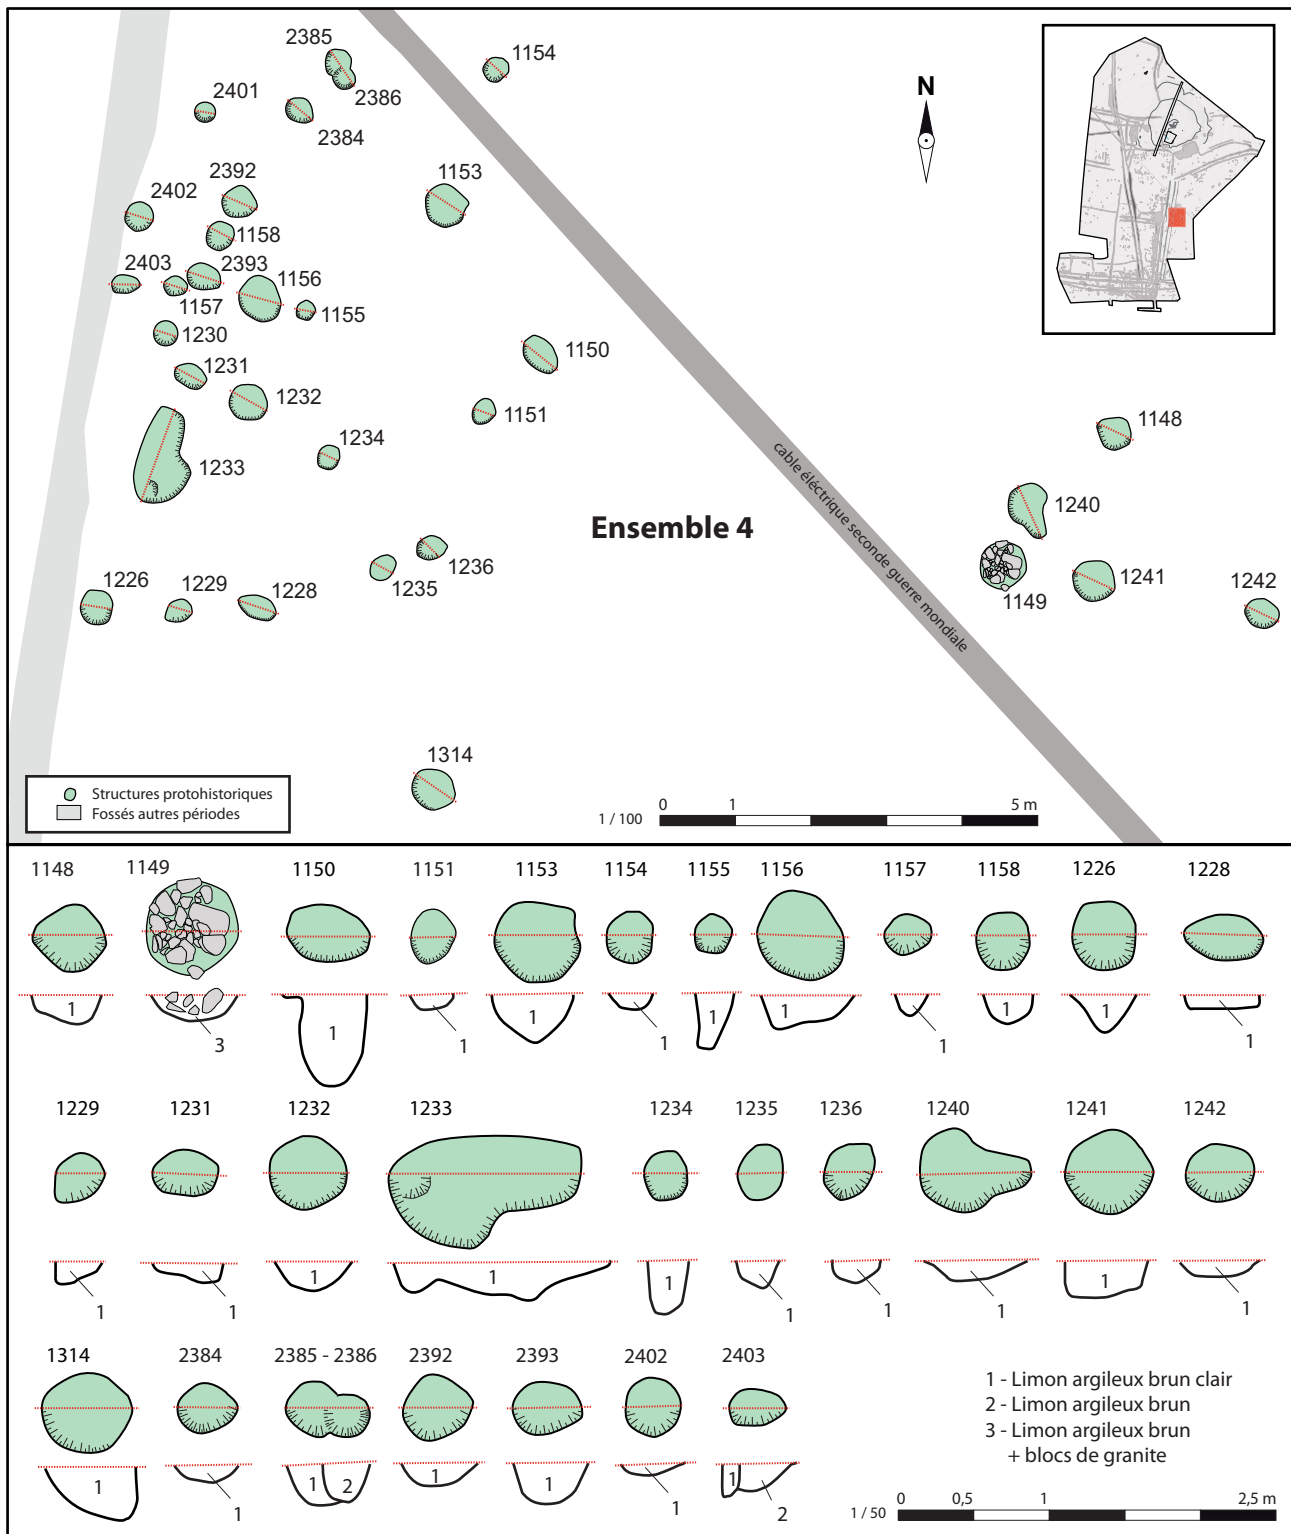 2385
1154
2386
2401
2384
N
2392
1153
2402
1158
2403
2393
1156
1157
1155
1230
1150
1231
1232
1151
1148
1234
1233
1240
cable éléctrique seconde guerre mondiale
Ensemble 4
1236
1235
1226
1229
1228
1149
1241
1242
1314
Structures protohistoriques
Fossés autres périodes
1 / 100
0 1 5 m
1148 1149 1150 1151 1153 1154 1155 1156 1157 1158 1226 1228
1 3 1 1 1 1 1 1 1 1 1 1
1229 1231 1232 1233 1234 1235 1236 1240 1241 1242
1 1 1 1 1 1 1 1 1 1
1314 2384 2385 - 2386 2392 2393 2402 2403
1 1 1 2 1 1 1 1 2
1 - Limon argileux brun clair
2 - Limon argileux brun
3 - Limon argileux brun
+ blocs de granite
1 / 50
0 0,5 1 2,5 m